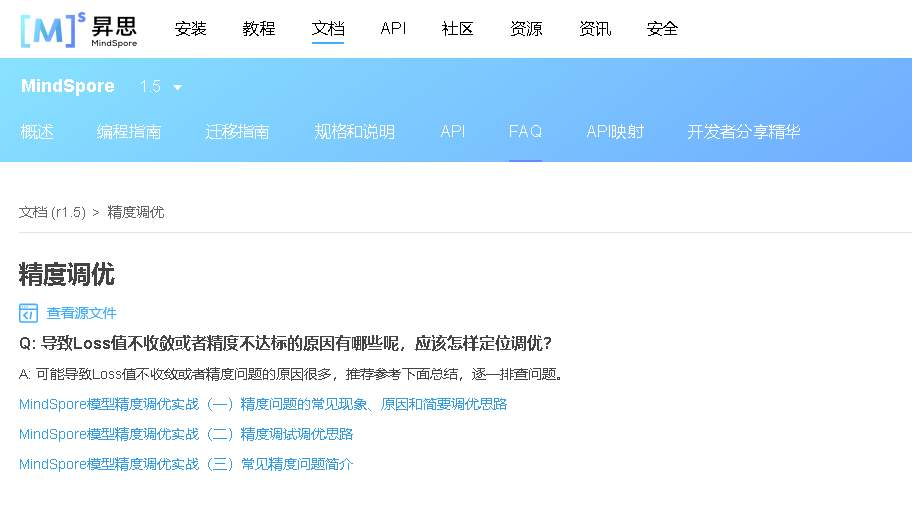 [M]s 昇思 MindSpore 安装 教程 文档 API 社区 资源 资讯 安全
MindSpore 1.5
概述 编程指南 迁移指南 规格和说明 API FAQ API映射 开发者分享精华
文档 (r1.5) > 精度调优
精度调优
查看源文件
Q: 导致Loss值不收敛或者精度不达标的原因有哪些呢，应该怎样定位调优？
A: 可能导致Loss值不收敛或者精度问题的原因很多，推荐参考下面总结，逐一排查问题。
MindSpore模型精度调优实战（一）精度问题的常见现象、原因和简要调优思路
MindSpore模型精度调优实战（二）精度调试调优思路
MindSpore模型精度调优实战（三）常见精度问题简介